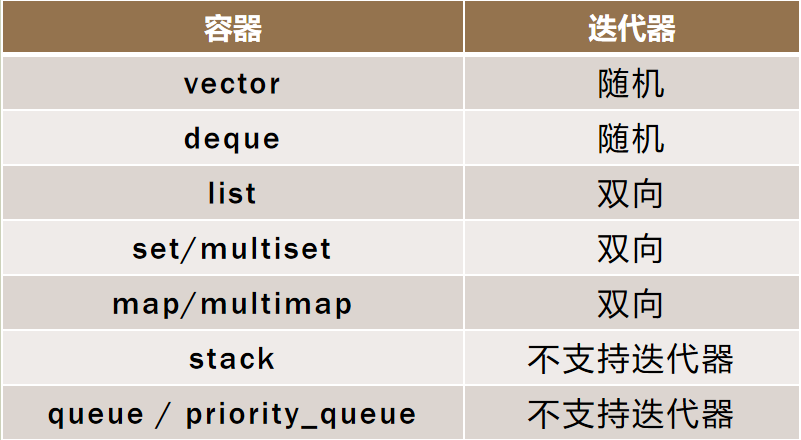 容器 迭代器
vector 随机
deque 随机
list 双向
set/multiset 双向
map/multimap 双向
stack 不支持迭代器
queue / priority_queue 不支持迭代器